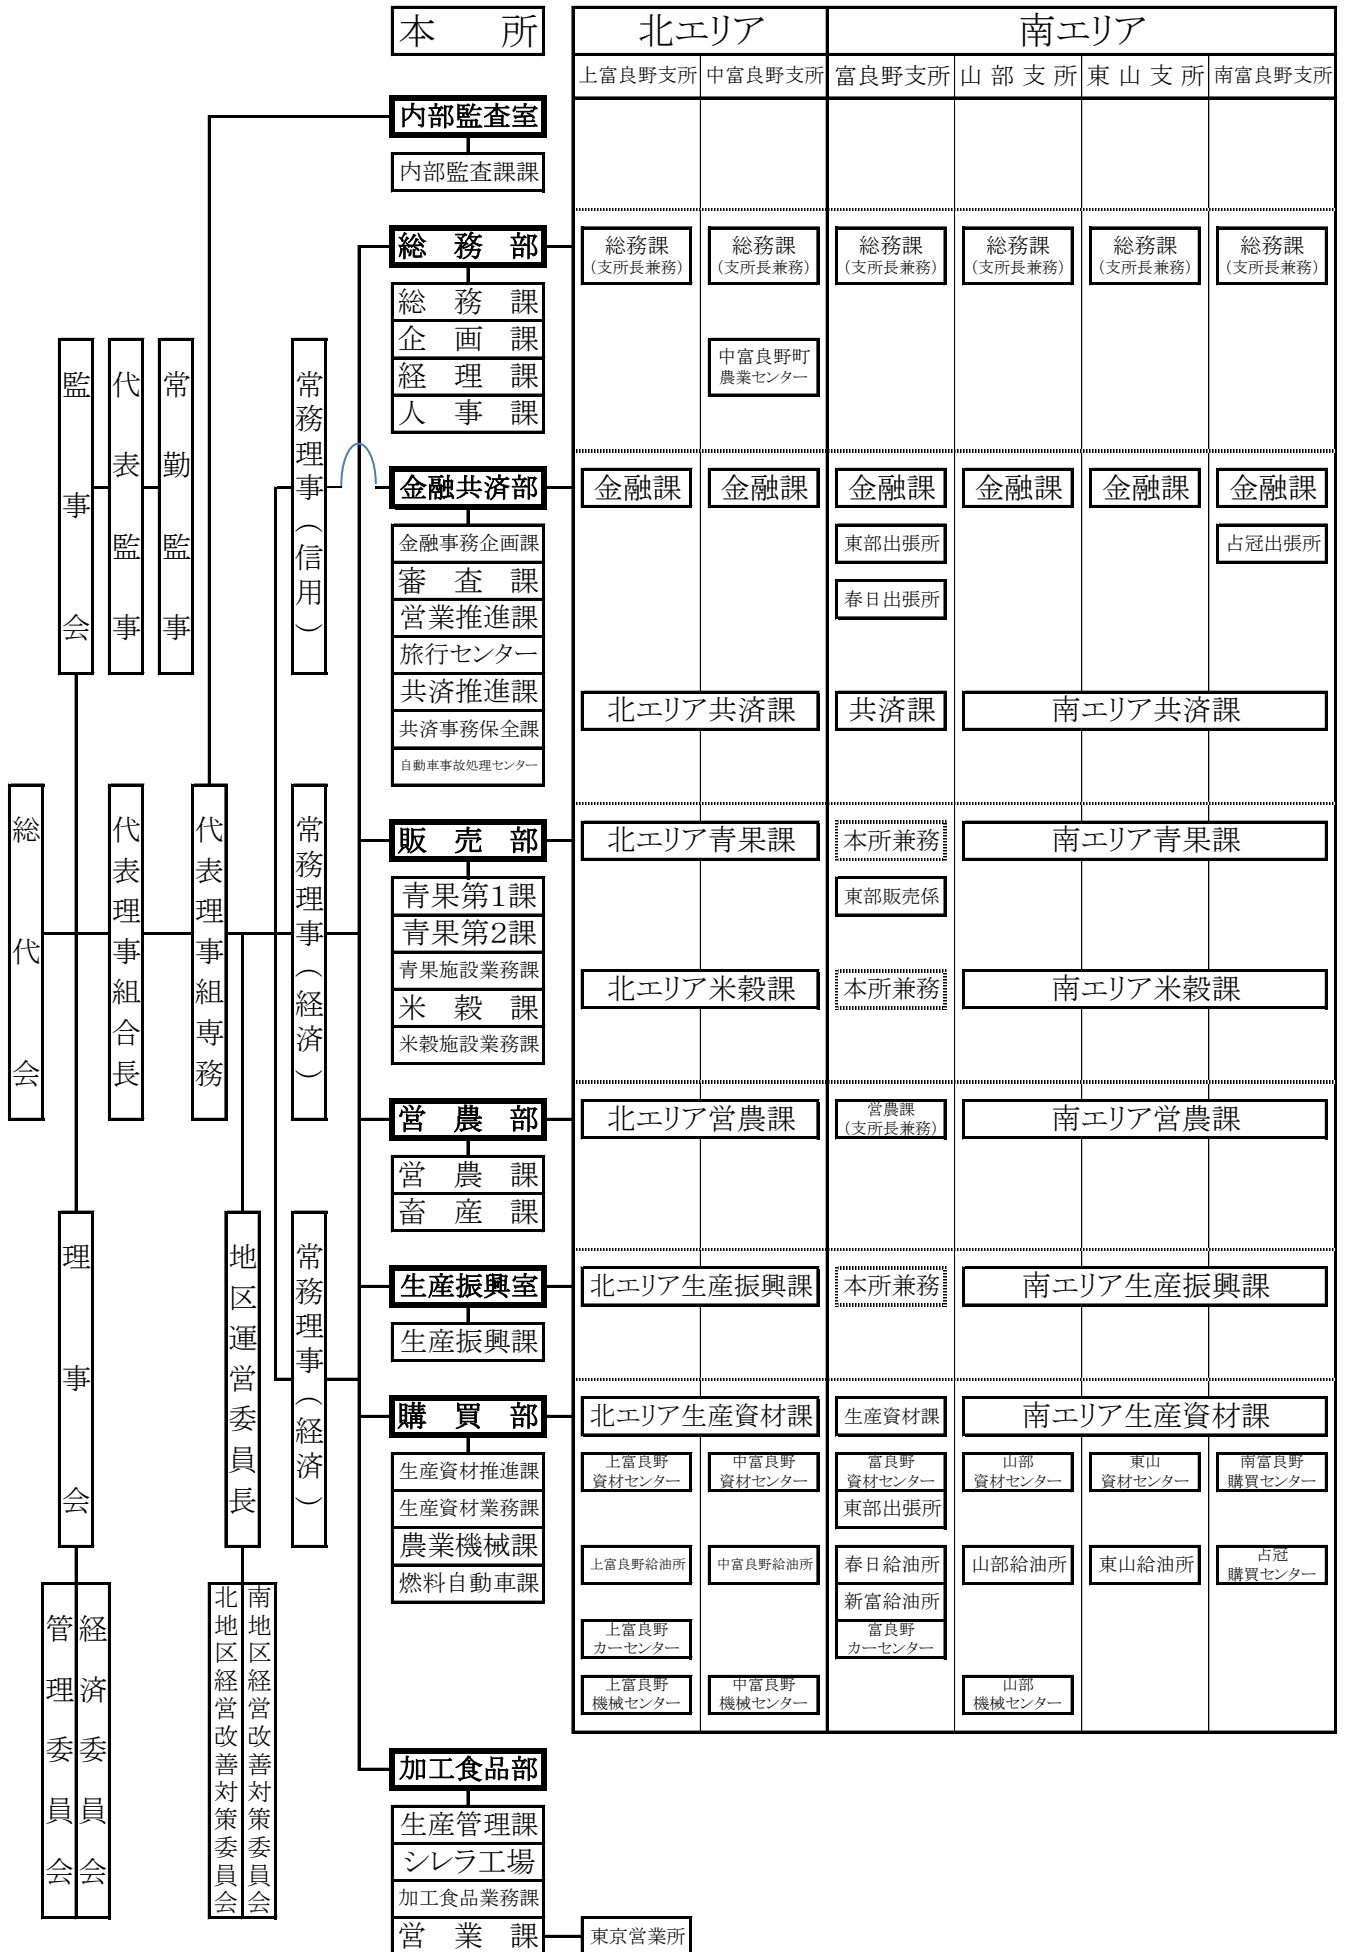 本所
北エリア
南エリア
上富良野支所
中富良野支所
富良野支所
山部支所
東山支所
南富良野支所
内部監査室
内部監査課課
総務部
総務課
(支所長兼務)
総務課
(支所長兼務)
総務課
(支所長兼務)
総務課
(支所長兼務)
総務課
(支所長兼務)
総務課
(支所長兼務)
総務課
企画課
経理課
人事課
中富良野町
農業センター
監事会
代表監事
常勤監事
常務理事(信用)
金融共済部
金融課
金融課
金融課
金融課
金融課
金融課
金融事務企画課
審査課
営業推進課
旅行センター
共済推進課
共済事務保全課
自動車事故処理センター
東部出張所
占冠出張所
春日出張所
北エリア共済課
共済課
南エリア共済課
総代会
代表理事組合長
代表理事組専務
常務理事(経済)
販売部
北エリア青果課
本所兼務
南エリア青果課
青果第1課
青果第2課
青果施設業務課
米穀課
米穀施設業務課
東部販売係
北エリア米穀課
本所兼務
南エリア米穀課
営農部
北エリア営農課
営農課
(支所長兼務)
南エリア営農課
営農課
畜産課
理事会
地区運営委員長
常務理事(経済)
生産振興室
北エリア生産振興課
本所兼務
南エリア生産振興課
生産振興課
購買部
北エリア生産資材課
生産資材課
南エリア生産資材課
生産資材推進課
生産資材業務課
農業機械課
燃料自動車課
上富良野
資材センター
中富良野
資材センター
富良野
資材センター
山部
資材センター
東山
資材センター
南富良野
購買センター
東部出張所
上富良野給油所
中富良野給油所
春日給油所
山部給油所
東山給油所
占冠
購買センター
新富給油所
上富良野
カーセンター
富良野
カーセンター
上富良野
機械センター
中富良野
機械センター
山部
機械センター
管理委員会
経済委員会
北地区経営改善対策委員会
南地区経営改善対策委員会
加工食品部
生産管理課
シレラ工場
加工食品業務課
営業課
東京営業所